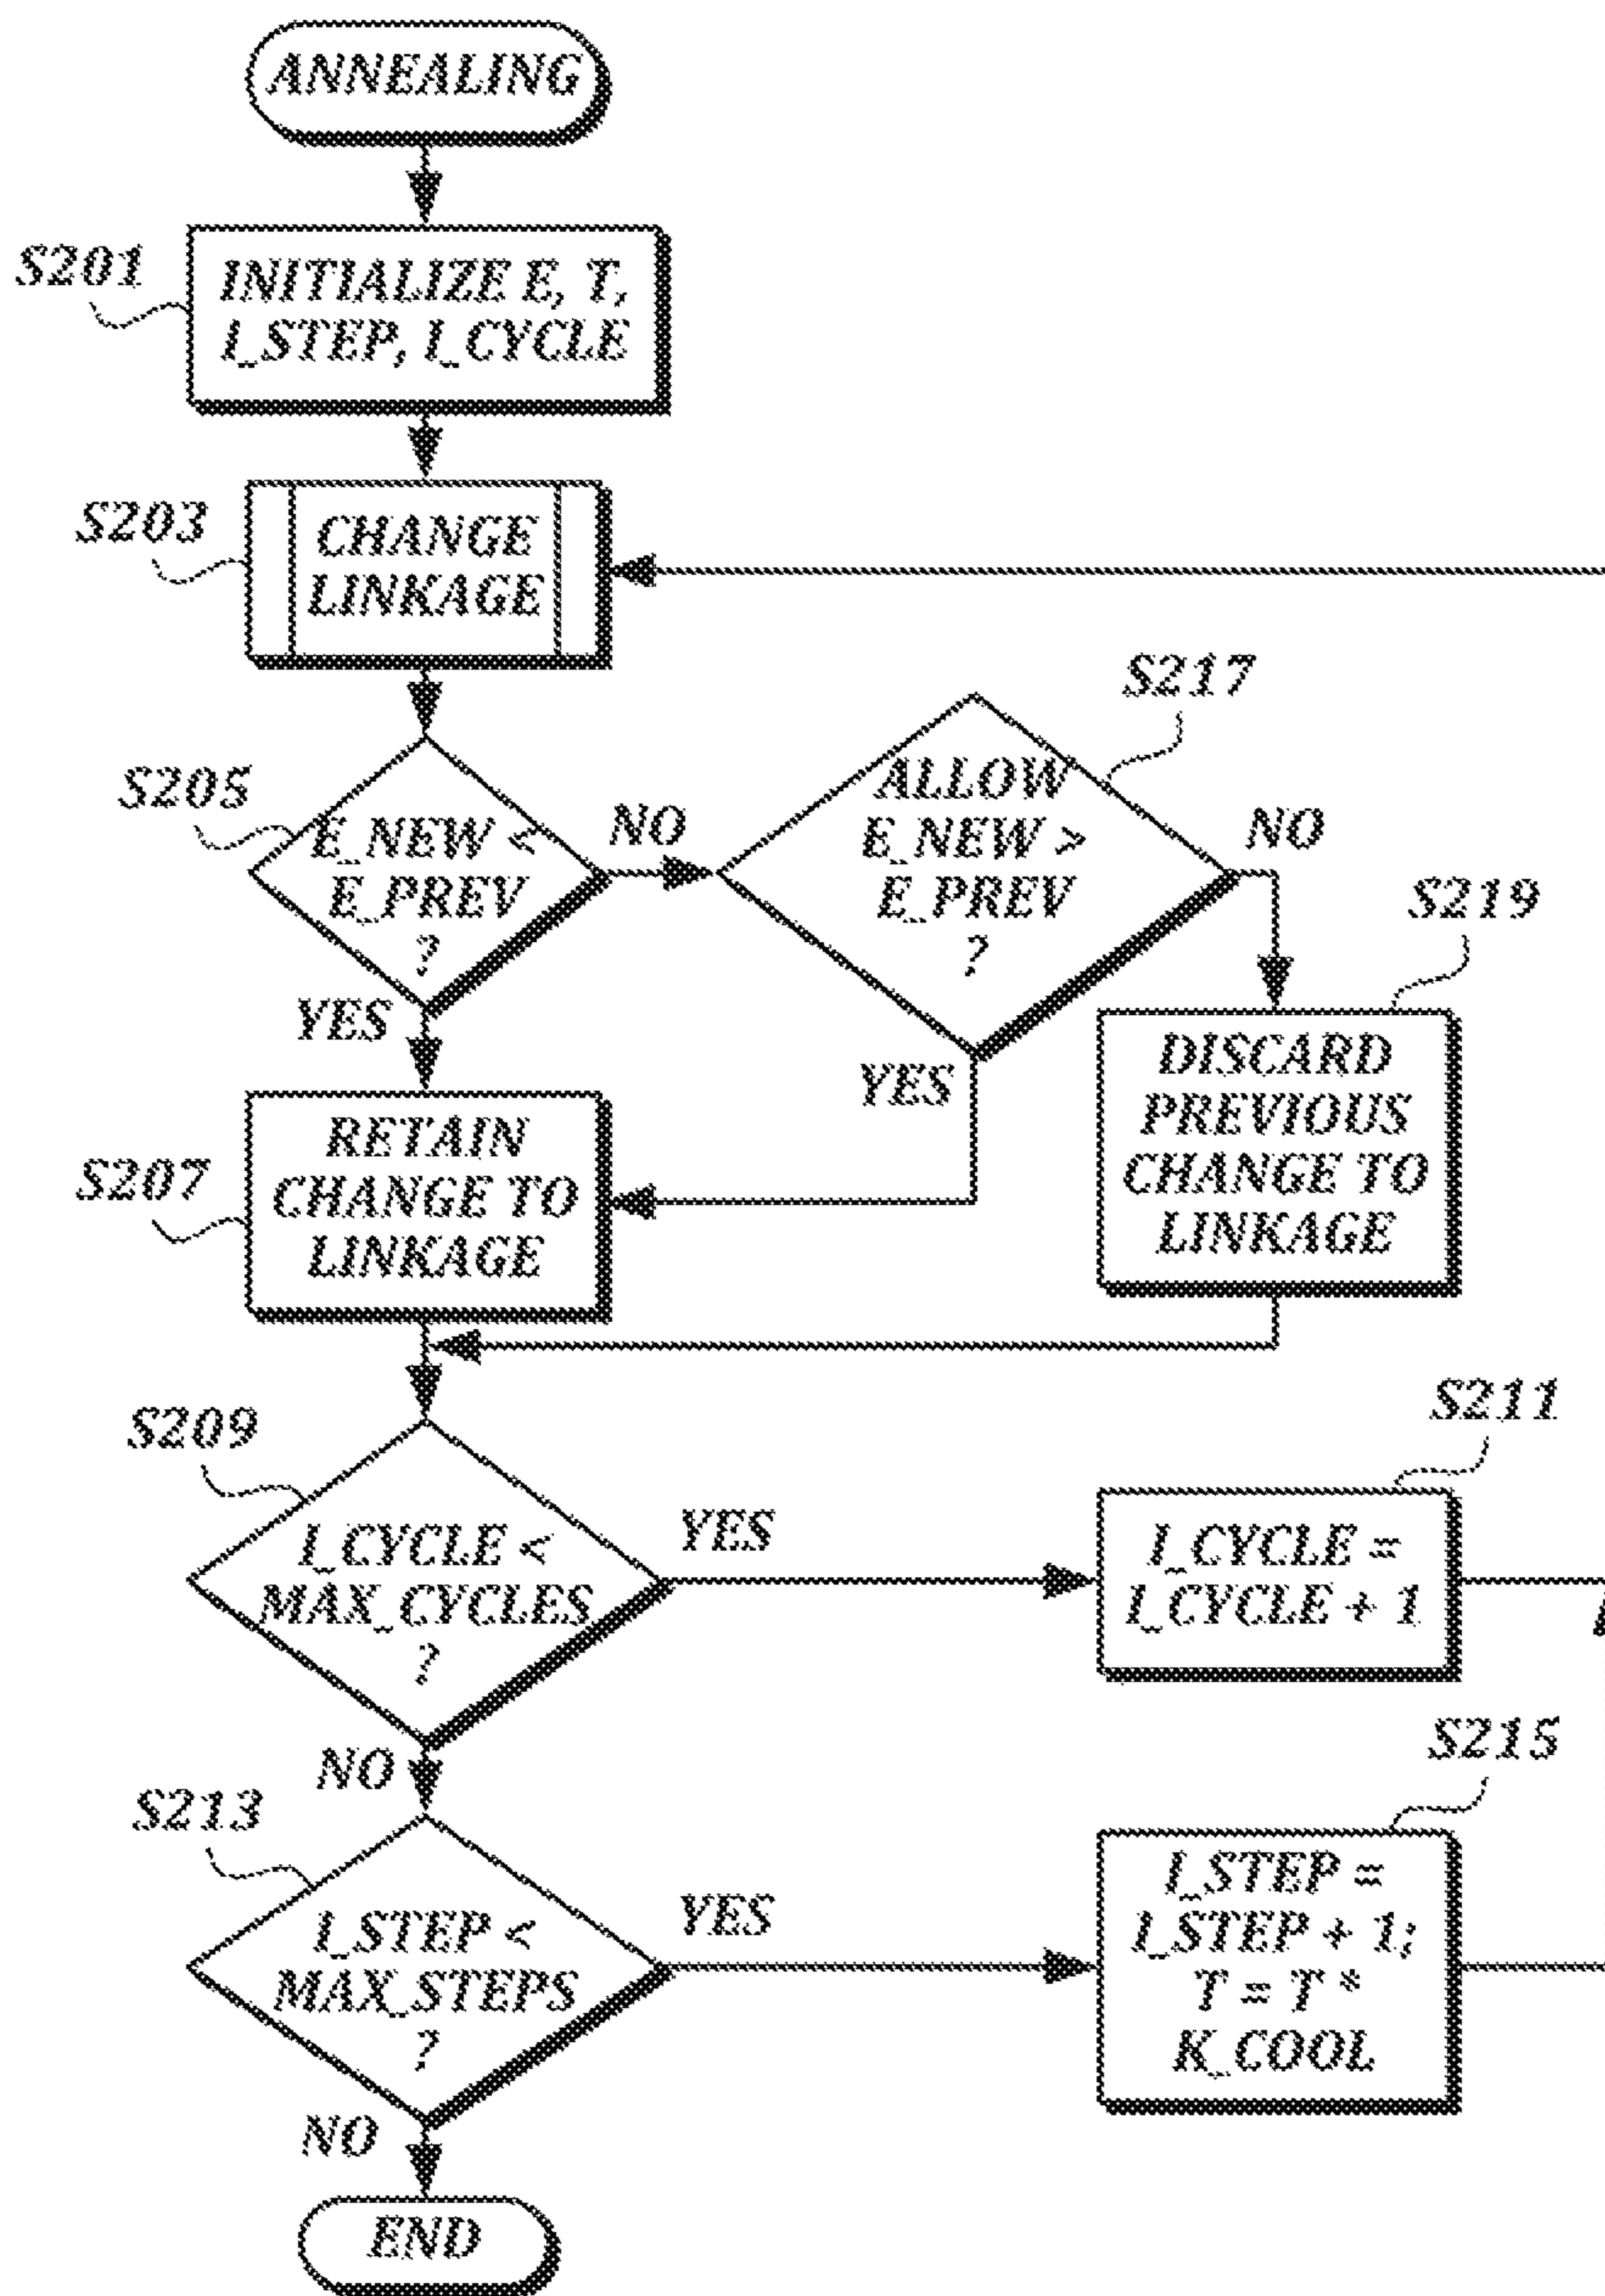 ANNEALING
S201
INITIALIZE E, T,
I_STEP, I_CYCLE
S203
CHANGE
LINKAGE
S205
E_NEW <
E_PREV
?
NO
YES
S217
ALLOW
E_NEW >
E_PREV
?
NO
YES
S219
DISCARD
PREVIOUS
CHANGE TO
LINKAGE
S207
RETAIN
CHANGE TO
LINKAGE
S209
I_CYCLE <
MAX_CYCLES
?
YES
NO
S211
I_CYCLE =
I_CYCLE + 1
S213
I_STEP <
MAX_STEPS
?
YES
NO
S215
I_STEP =
I_STEP + 1;
T = T *
K_COOL
END